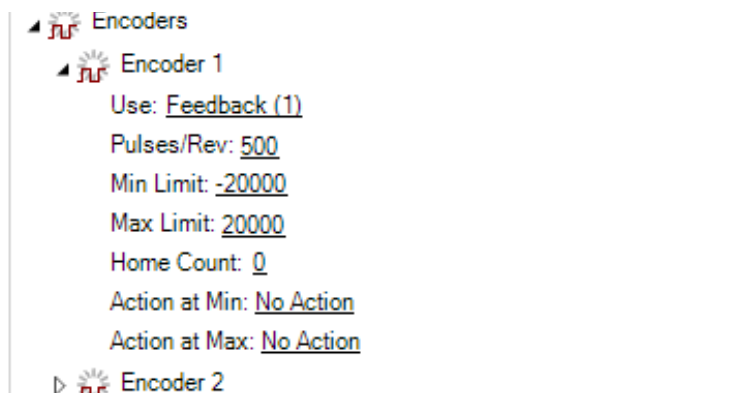 Encoders
Encoder 1
Use: Feedback (1)
Pulses/Rev: 500
Min Limit: -20000
Max Limit: 20000
Home Count: 0
Action at Min: No Action
Action at Max: No Action
Encoder 2